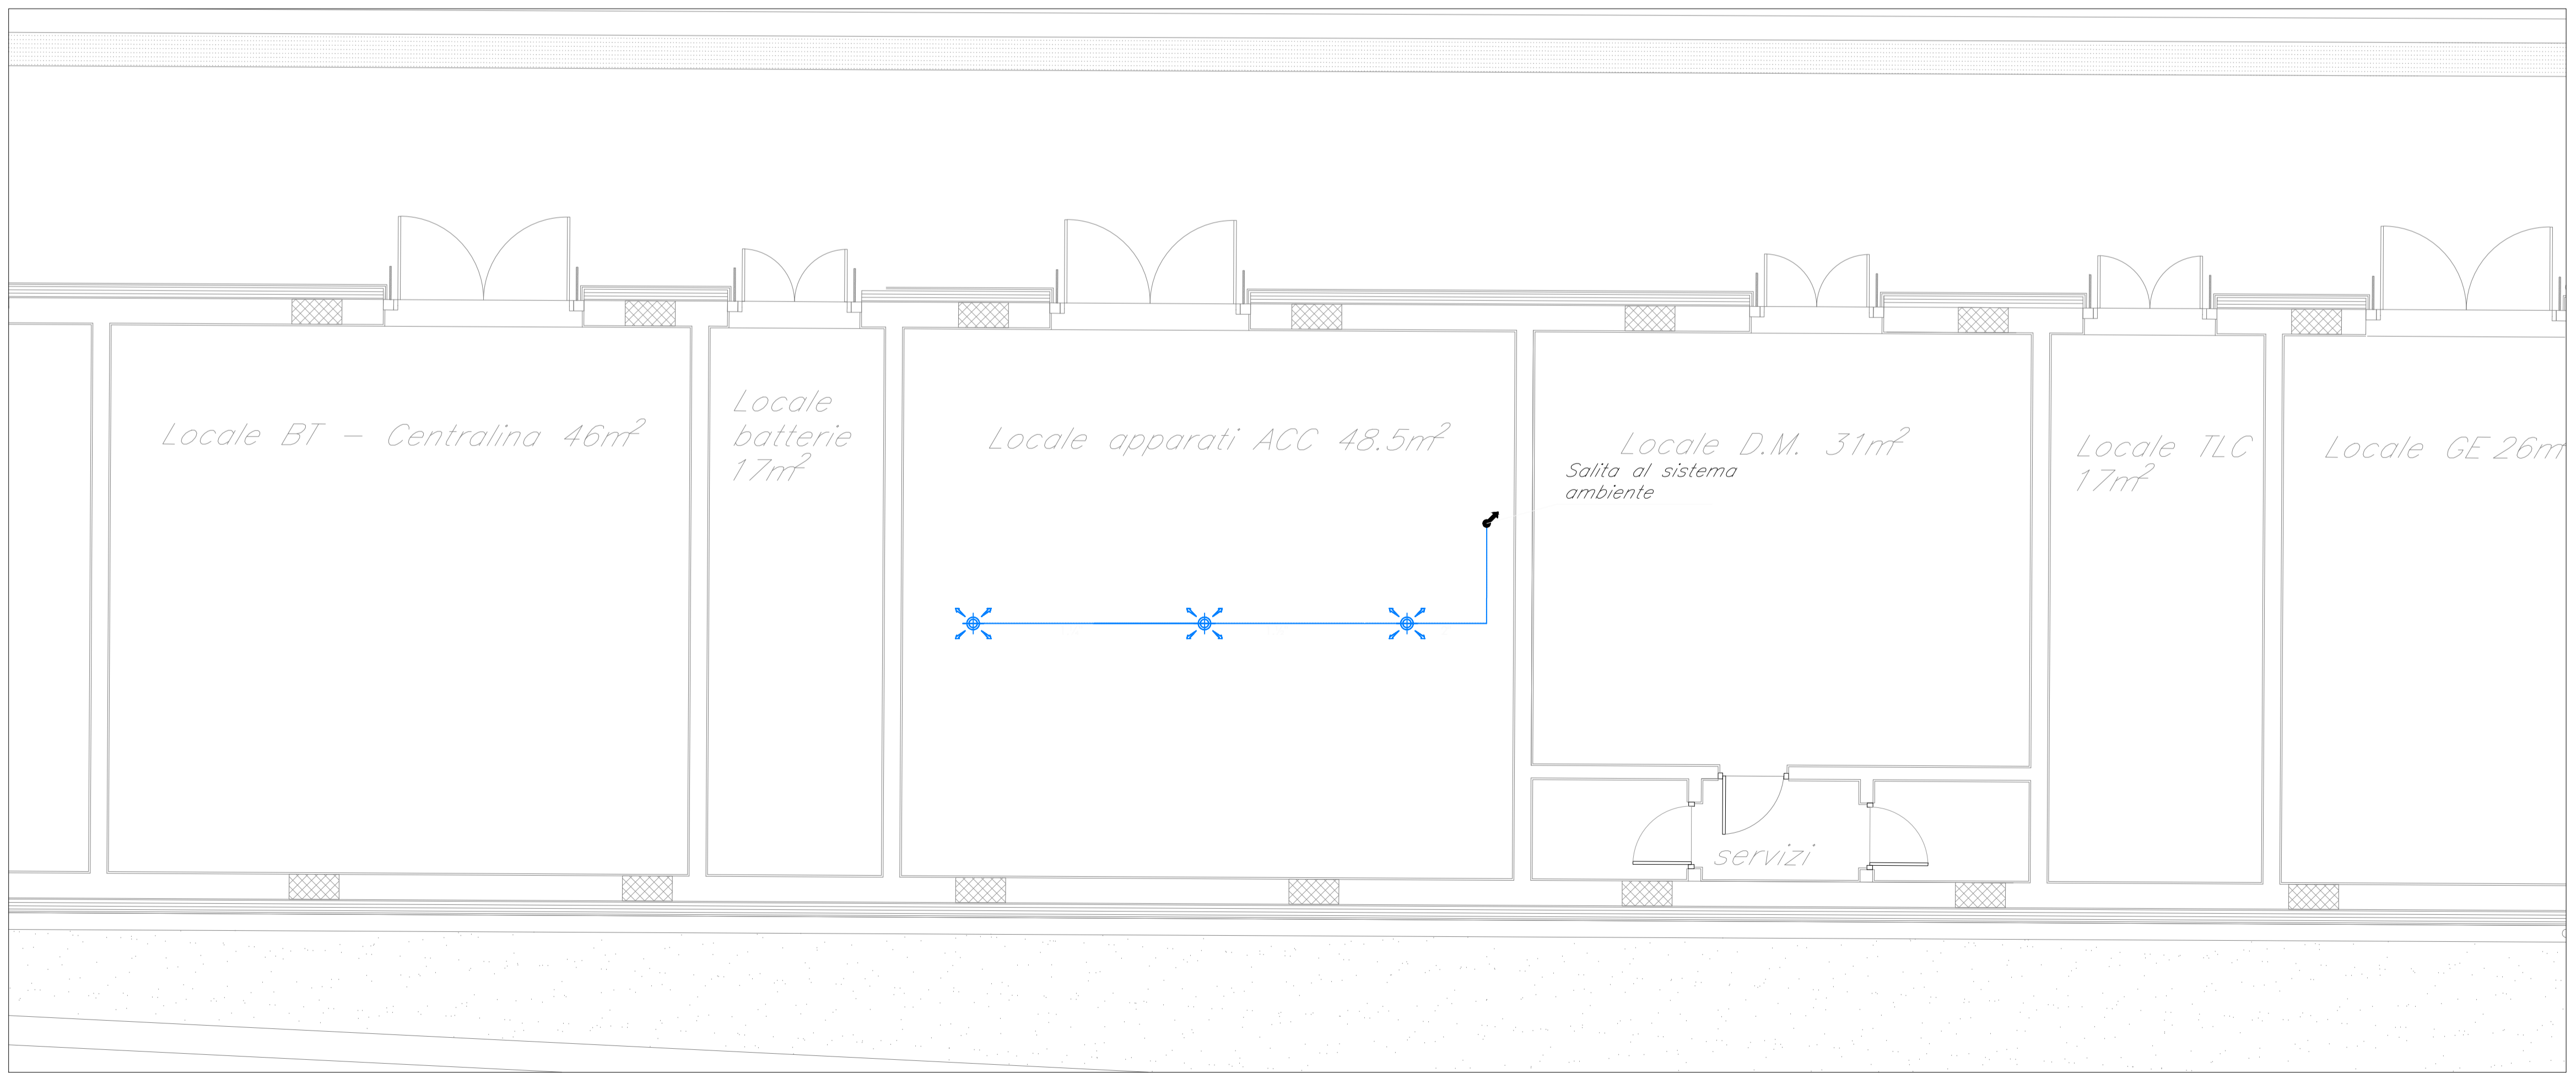 Locale BT - Centralina 46m²
Locale
batterie
17m²
Locale apparati ACC 48.5m²
Locale D.M. 31m²
Salita al sistema
ambiente
Locale TLC
17m²
Locale GE 26m
servizi